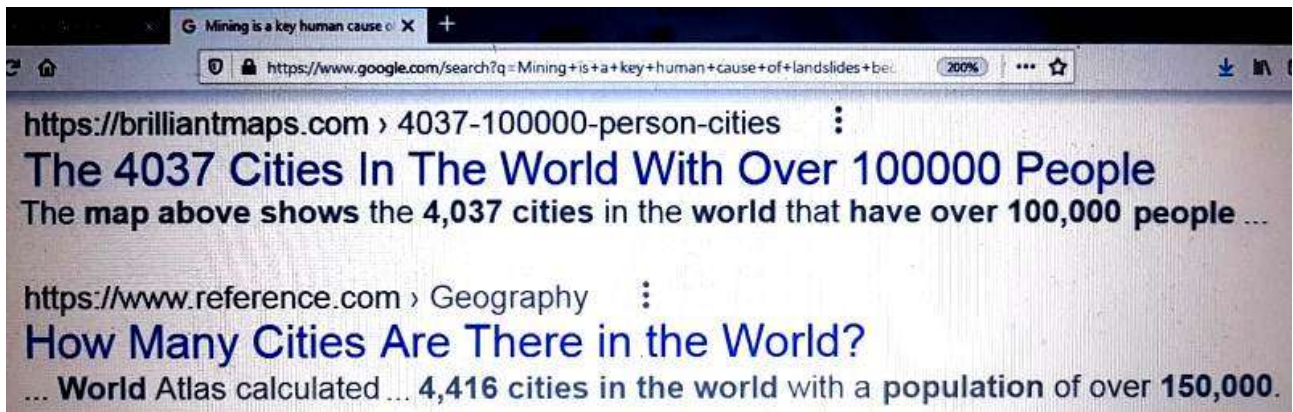 G Mining is a key human cause o
https://www.google.com/search?q=Mining+is+a+key+human+cause+of+landslides+bec 200%
https://brilliantmaps.com › 4037-100000-person-cities
The 4037 Cities In The World With Over 100000 People
The map above shows the 4,037 cities in the world that have over 100,000 people ...
https://www.reference.com › Geography
How Many Cities Are There in the World?
... World Atlas calculated ... 4,416 cities in the world with a population of over 150,000.